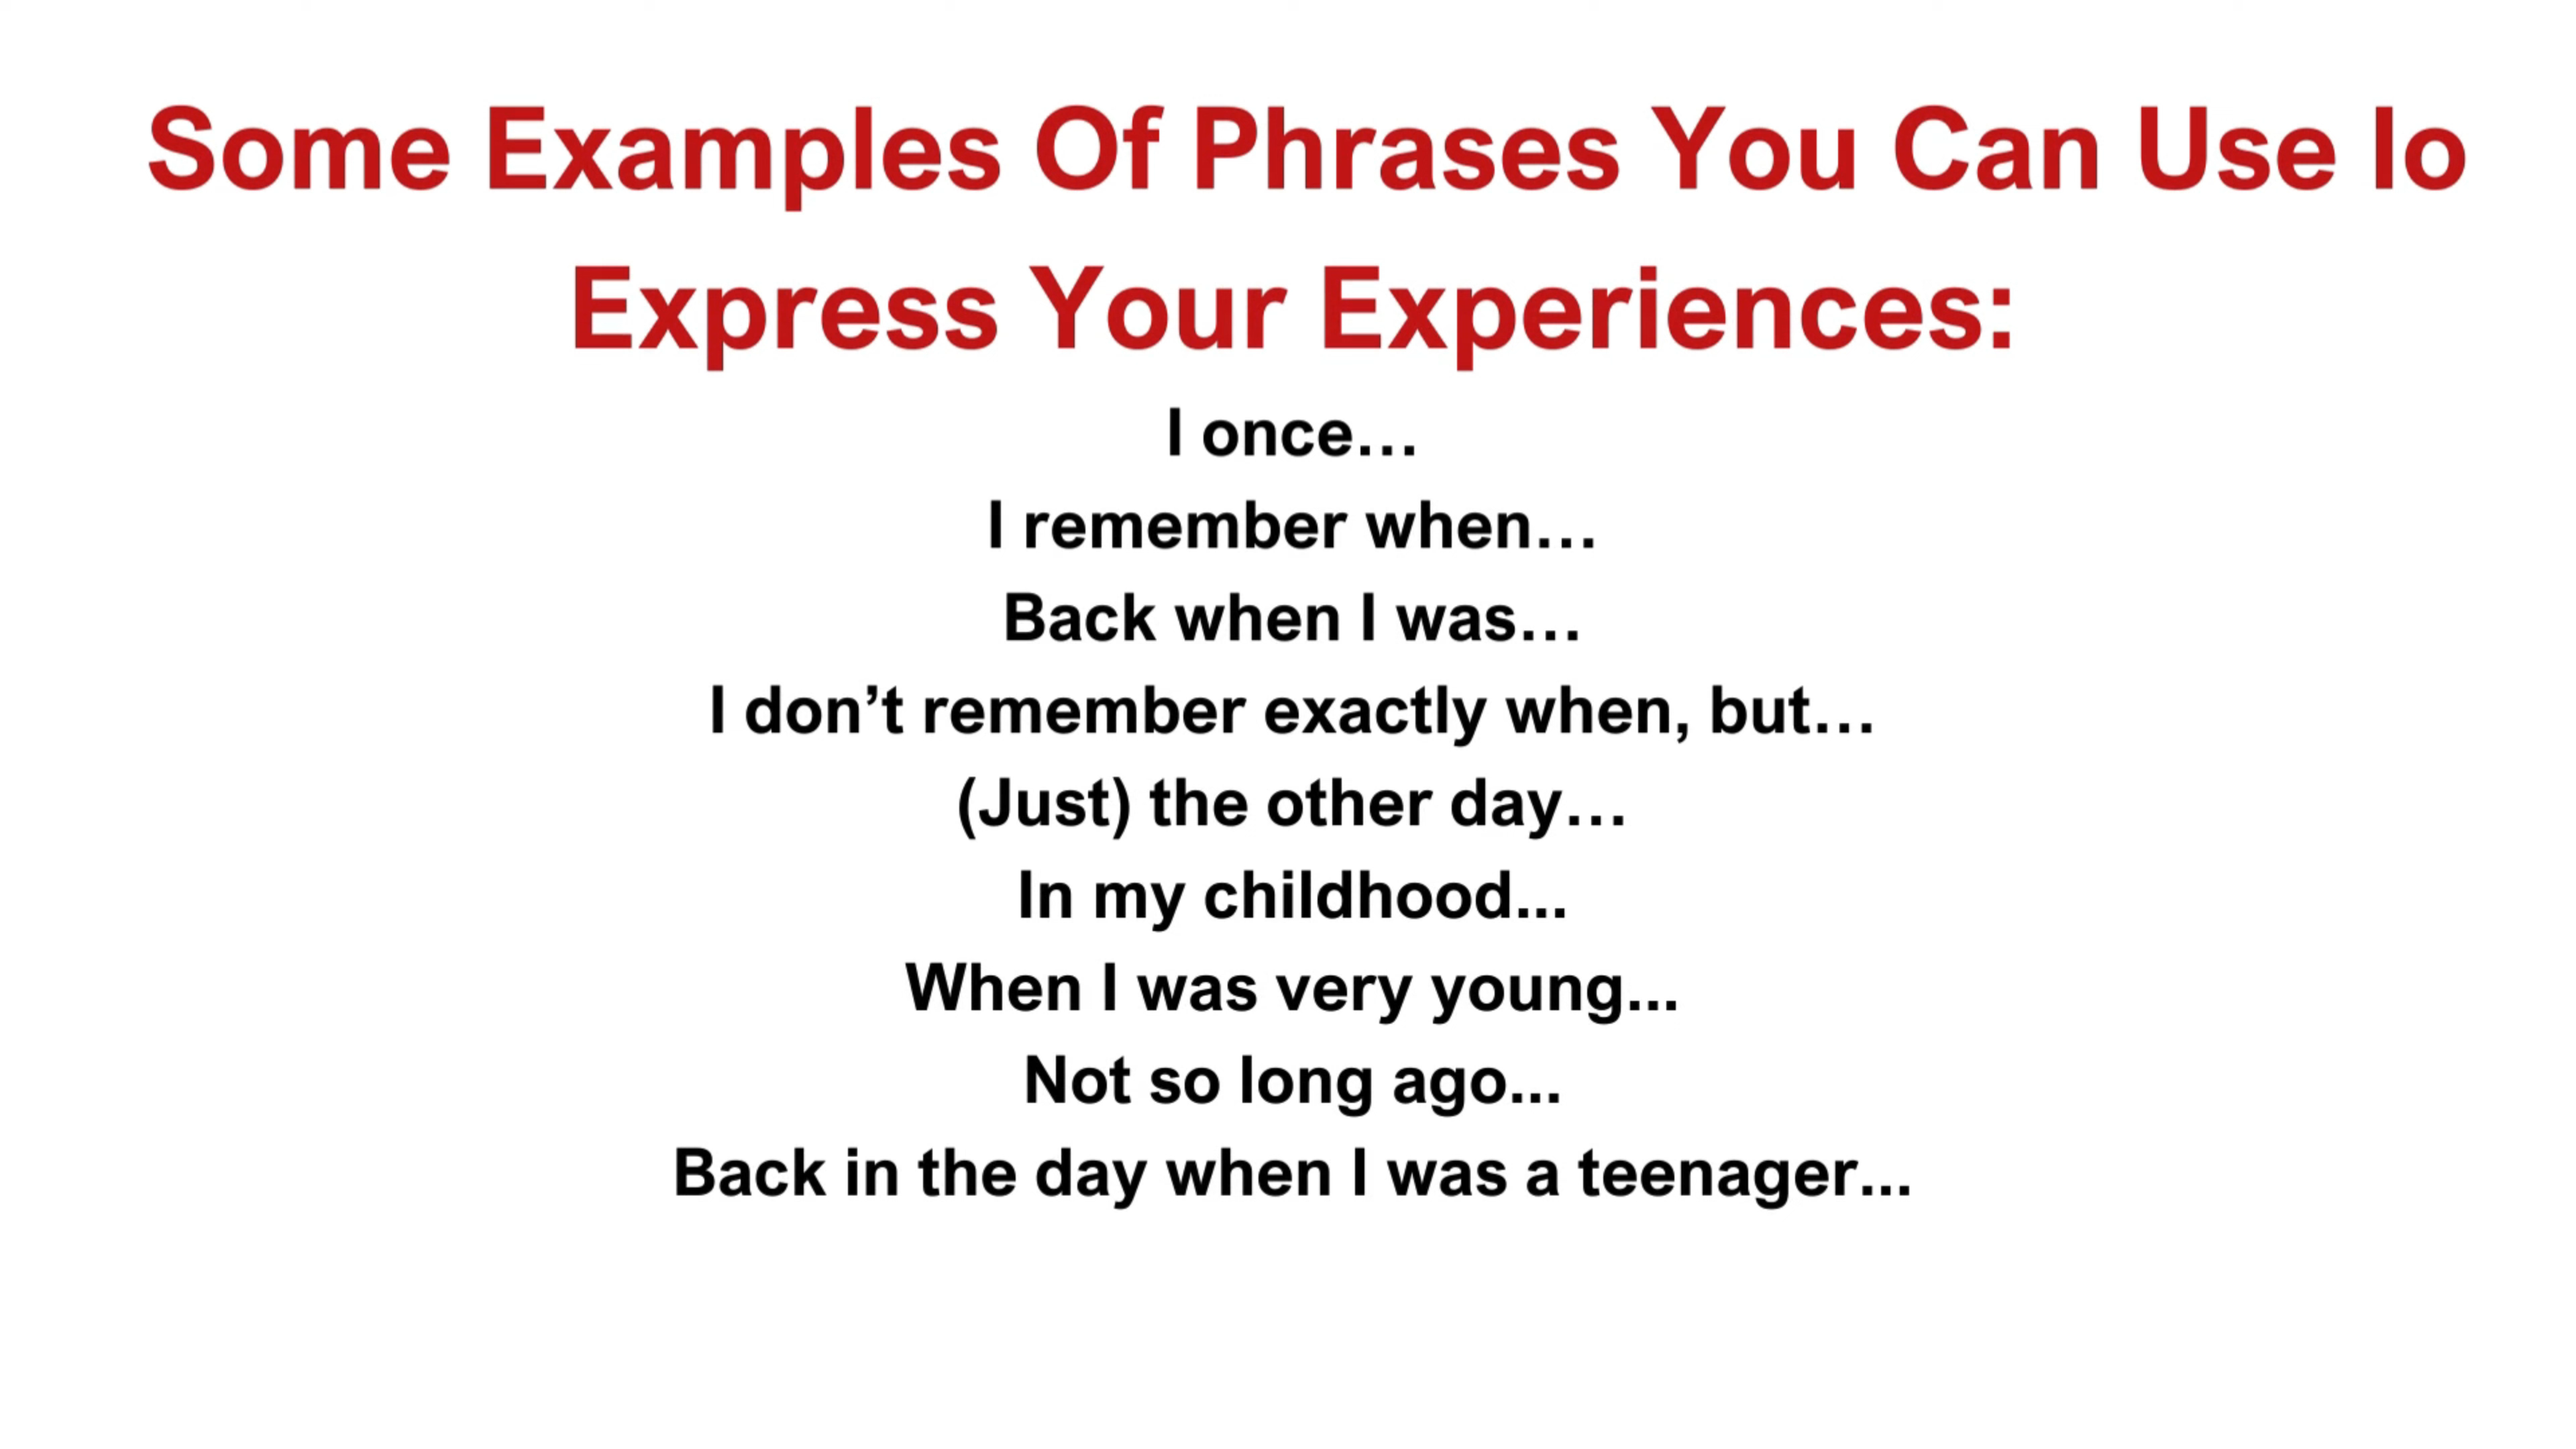 Some Examples Of Phrases You Can Use Io
Express Your Experiences:
I once…
I remember when…
Back when I was…
I don’t remember exactly when, but…
(Just) the other day…
In my childhood...
When I was very young...
Not so long ago...
Back in the day when I was a teenager...